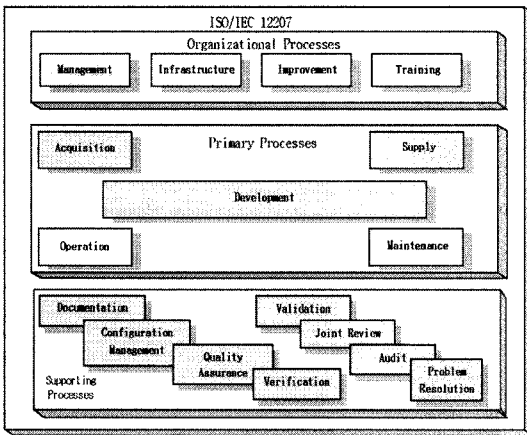 ISO/IEC 12207
Organizational Processes
Management
Infrastructure
Improvement
Training
Primary Processes
Acquisition
Supply
Development
Operation
Maintenance
Documentation
Configuration
Management
Quality
Assurance
Verification
Validation
Joint Review
Audit
Problem
Resolution
Supporting
Processes